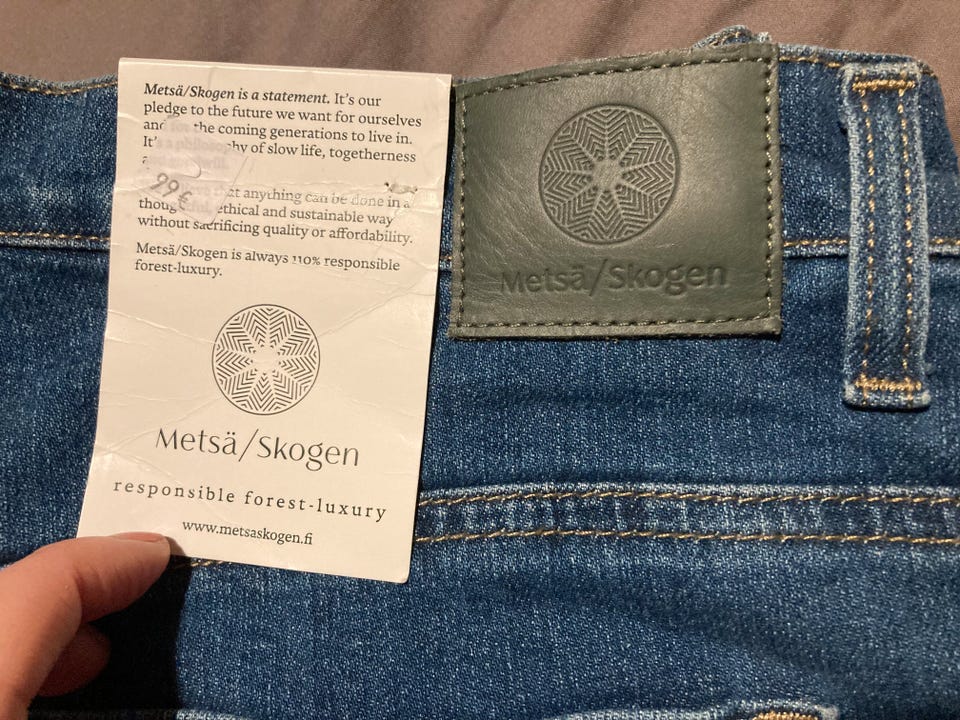 Metsä/Skogen is a statement. It's our
pledge to the future we want for ourselves
and for the coming generations to live in.
It's a philosophy of slow life, togetherness
99€
that anything can be done in a
ethical and sustainable way
without sacrificing quality or affordability.
Metsä/Skogen is always 110% responsible
forest-luxury.
Metsä/Skogen
responsible forest-luxury
www.metsaskogen.fi
Metsä/Skogen